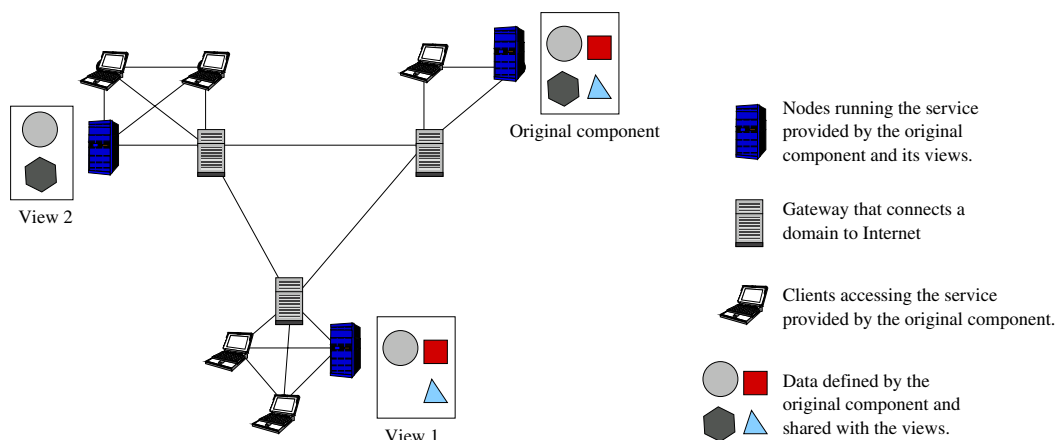 Original component
View 2
View 1
Nodes running the service
provided by the original
component and its views.
Gateway that connects a
domain to Internet
Clients accessing the service
provided by the original component.
Data defined by the
original component and
shared with the views.